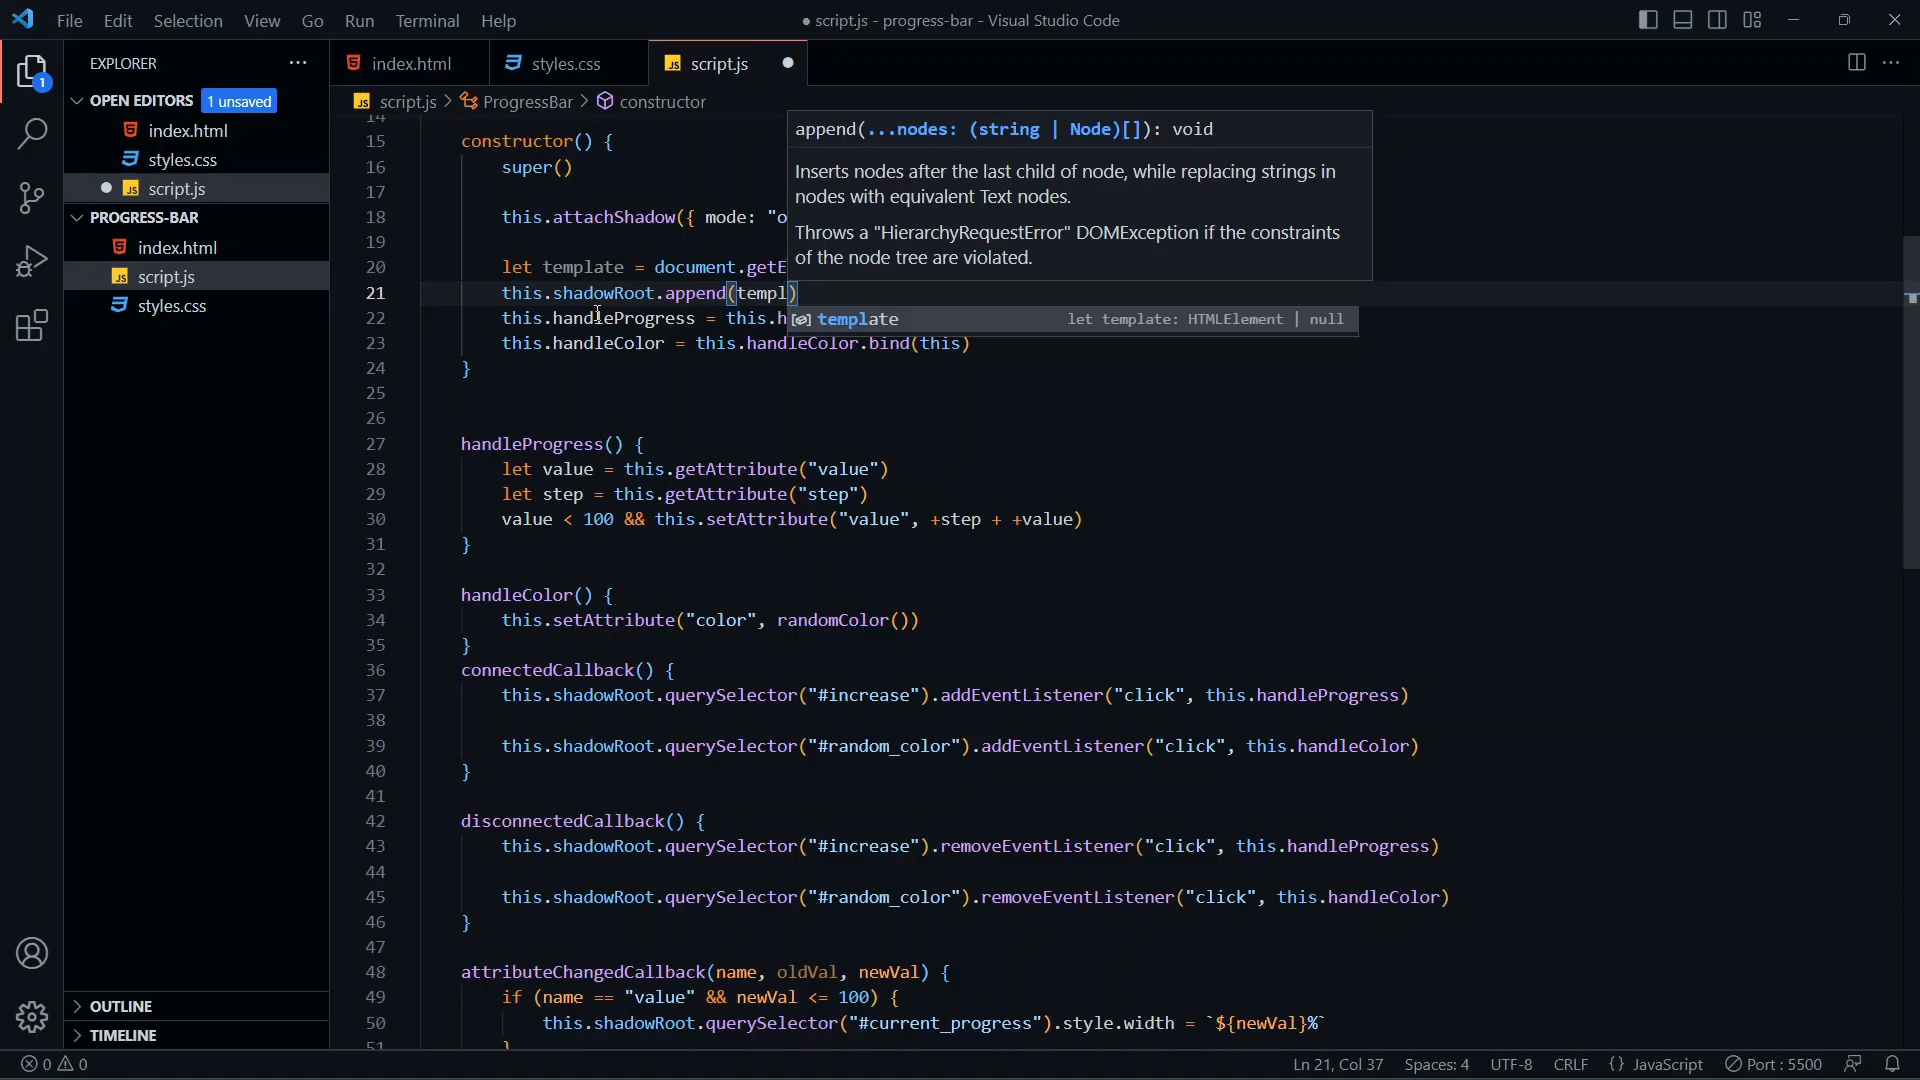 File Edit Selection View Go Run Terminal Help
● script.js - progress-bar - Visual Studio Code
EXPLORER
1
OPEN EDITORS 1 unsaved
index.html
styles.css
script.js
PROGRESS-BAR
index.html
script.js
styles.css
OUTLINE
TIMELINE
index.html styles.css JS script.js
JS script.js > ProgressBar > constructor
14
15 constructor() {
16 super()
17
18 this.attachShadow({ mode: "o
19
20 let template = document.getE
21 this.shadowRoot.append(templ)
22 this.handleProgress = this.h
23 this.handleColor = this.handleColor.bind(this)
24 }
25
26
27 handleProgress() {
28 let value = this.getAttribute("value")
29 let step = this.getAttribute("step")
30 value < 100 && this.setAttribute("value", +step + +value)
31 }
32
33 handleColor() {
34 this.setAttribute("color", randomColor())
35 }
36 connectedCallback() {
37 this.shadowRoot.querySelector("#increase").addEventListener("click", this.handleProgress)
38
39 this.shadowRoot.querySelector("#random_color").addEventListener("click", this.handleColor)
40 }
41
42 disconnectedCallback() {
43 this.shadowRoot.querySelector("#increase").removeEventListener("click", this.handleProgress)
44
45 this.shadowRoot.querySelector("#random_color").removeEventListener("click", this.handleColor)
46 }
47
48 attributeChangedCallback(name, oldVal, newVal) {
49 if (name == "value" && newVal <= 100) {
50 this.shadowRoot.querySelector("#current_progress").style.width = `${newVal}%`
51 }
append(...nodes: (string | Node)[]): void
Inserts nodes after the last child of node, while replacing strings in
nodes with equivalent Text nodes.
Throws a "HierarchyRequestError" DOMException if the constraints
of the node tree are violated.
template let template: HTMLElement | null
0 0 Ln 21, Col 37 Spaces: 4 UTF-8 CRLF {} JavaScript Port : 5500